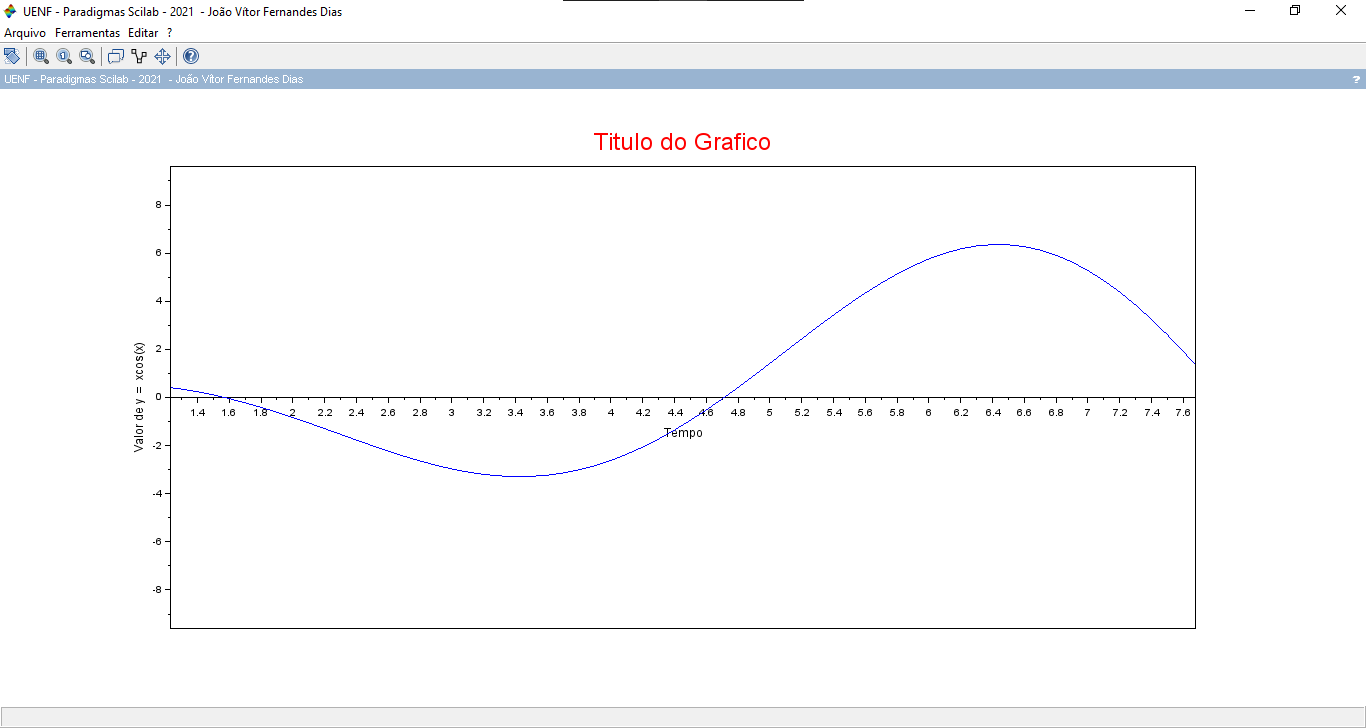 UENF - Paradigmas Scilab - 2021 - João Vítor Fernandes Dias
Arquivo Ferramentas Editar ?
UENF - Paradigmas Scilab - 2021 - João Vítor Fernandes Dias ?
Titulo do Grafico
8
6
4
2
0
-2
-4
-6
-8
Valor de y = xcos(x)
1.4 1.6 1.8 2 2.2 2.4 2.6 2.8 3 3.2 3.4 3.6 3.8 4 4.2 4.4 4.6 4.8 5 5.2 5.4 5.6 5.8 6 6.2 6.4 6.6 6.8 7 7.2 7.4 7.6
Tempo